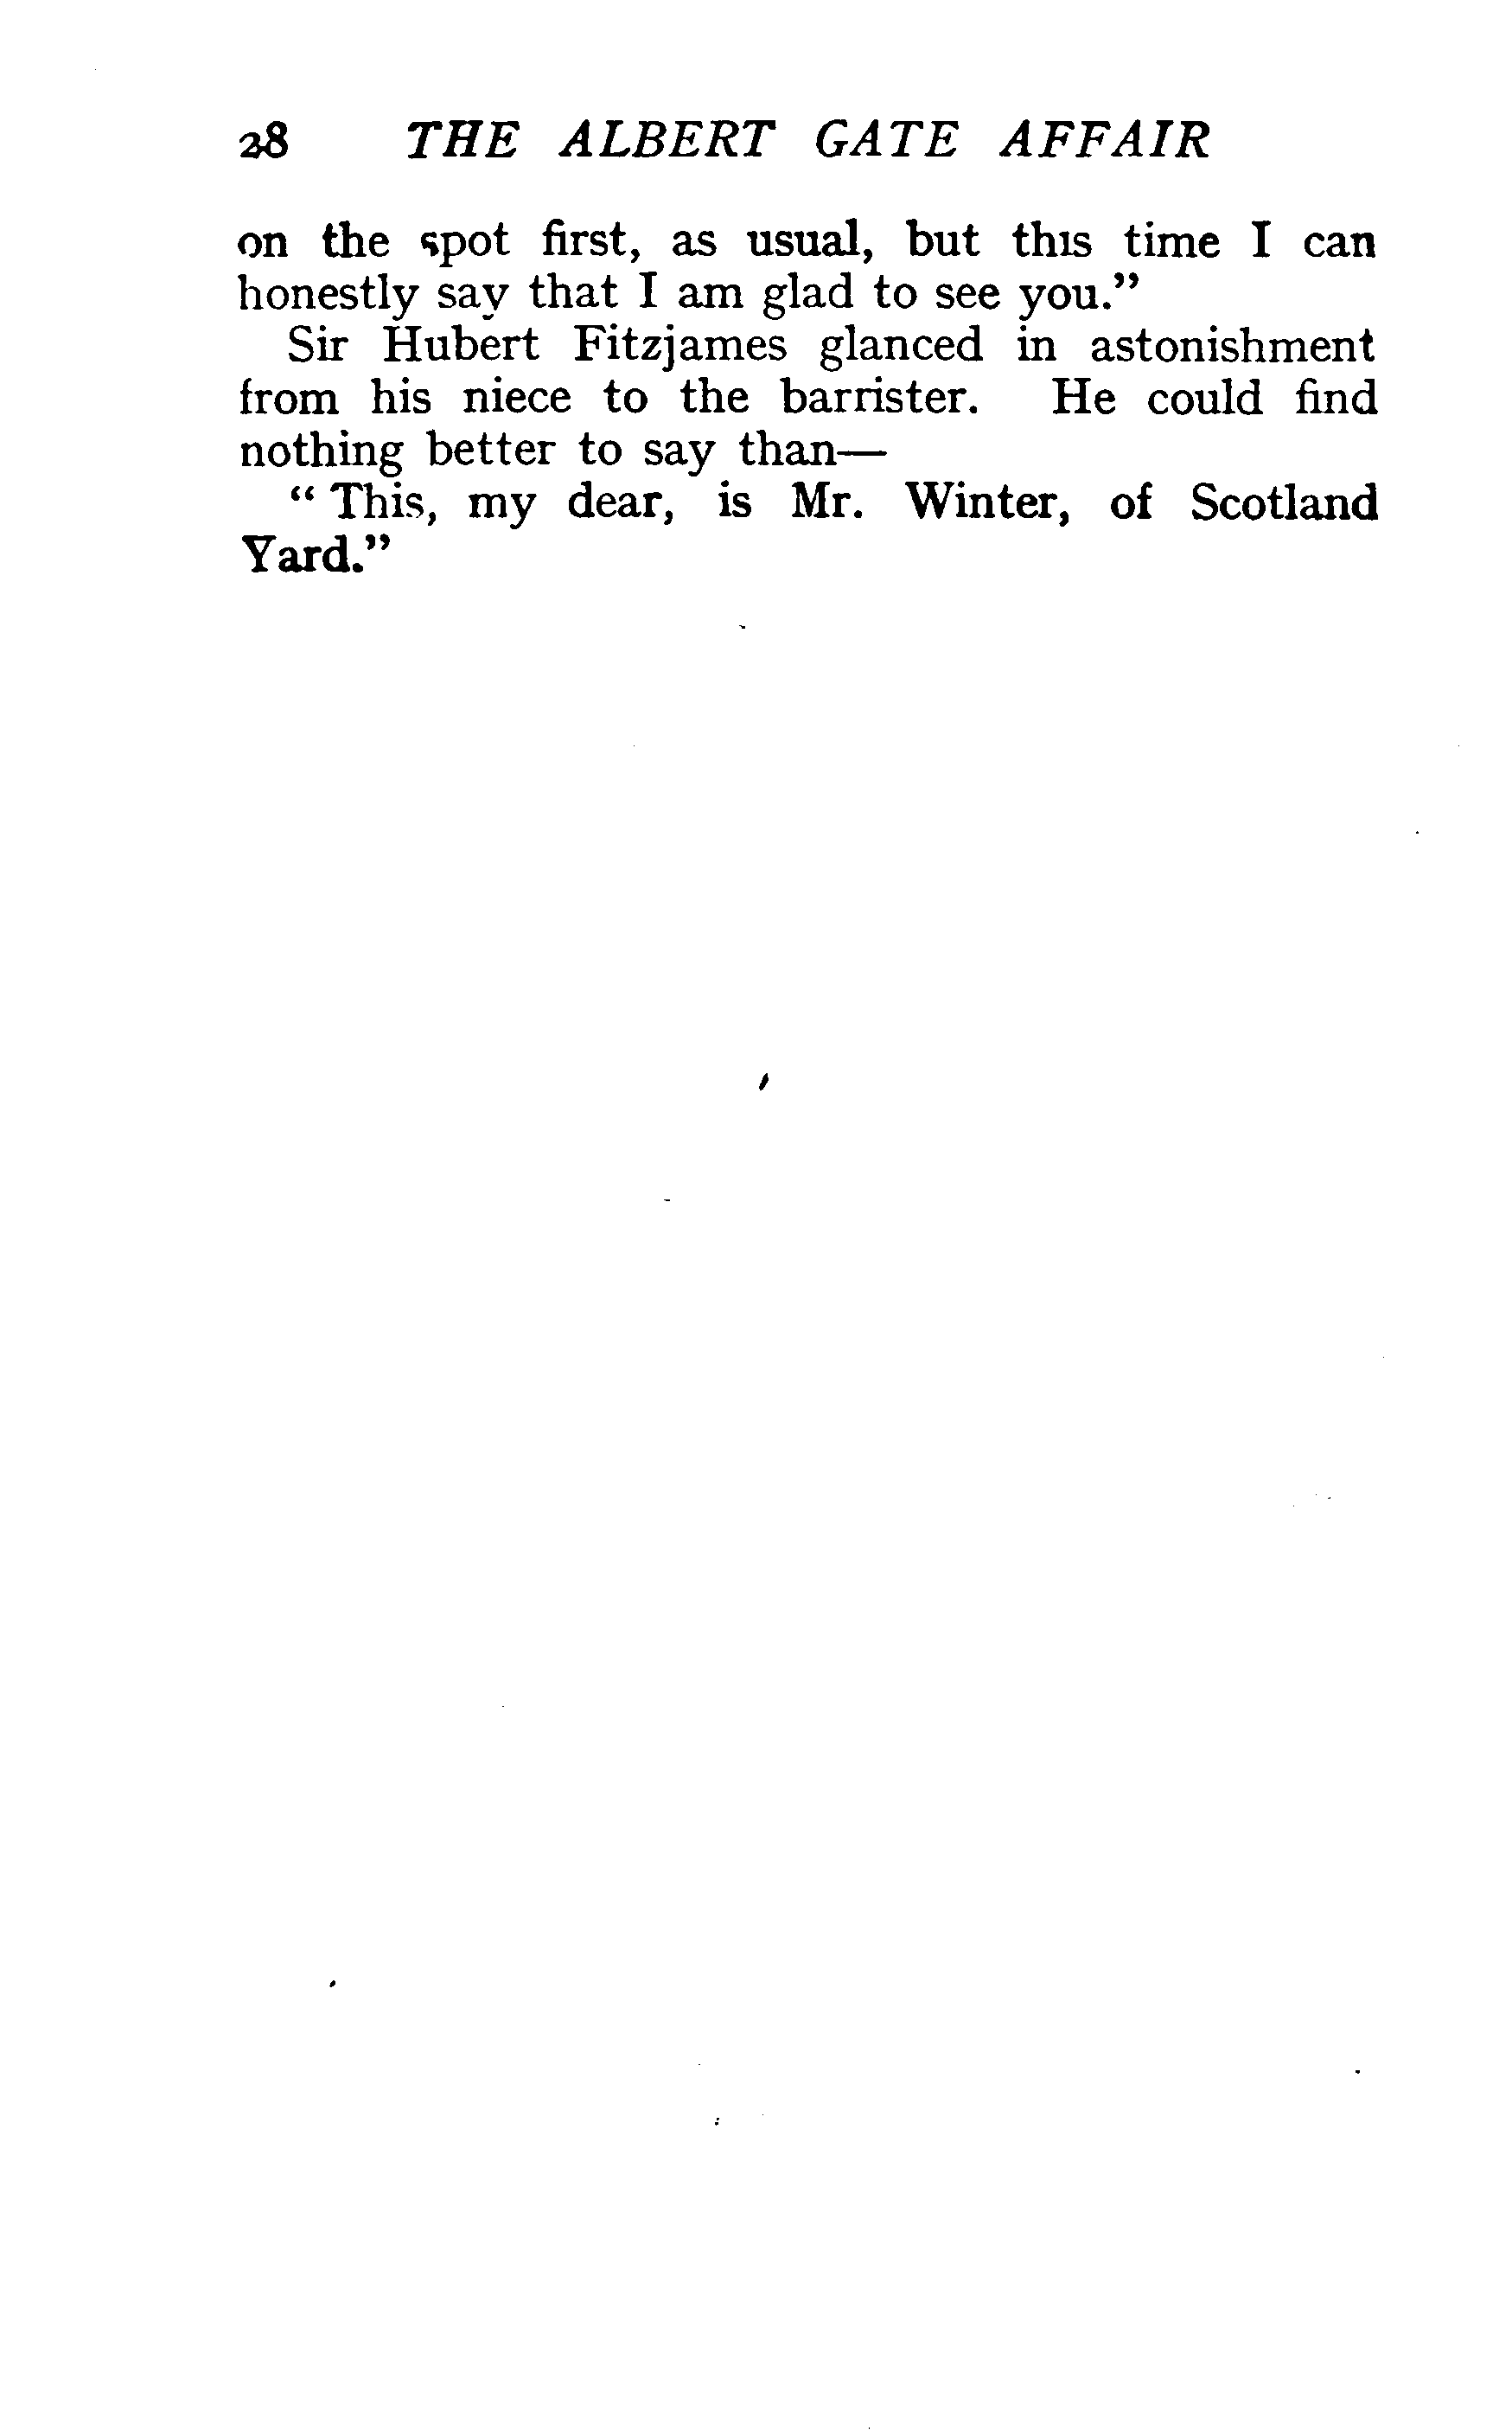 28 THE ALBERT GATE AFFAIR
on the spot first, as usual, but this time I can
honestly say that I am glad to see you."
Sir Hubert Fitzjames glanced in astonishment
from his niece to the barrister. He could find
nothing better to say than—
" This, my dear, is Mr. Winter, of Scotland
Yard."